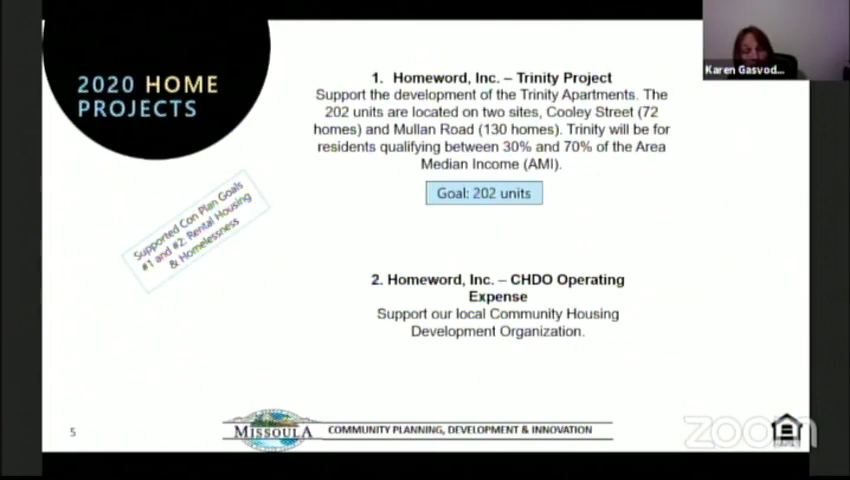 Karen Gasvod...
2020 HOME
PROJECTS
1. Homeword, Inc. – Trinity Project
Support the development of the Trinity Apartments. The
202 units are located on two sites, Cooley Street (72
homes) and Mullan Road (130 homes). Trinity will be for
residents qualifying between 30% and 70% of the Area
Median Income (AMI).
Goal: 202 units
Supported Con Plan Goals
#1 and #2: Rental Housing
& Homelessness
2. Homeword, Inc. – CHDO Operating
Expense
Support our local Community Housing
Development Organization.
5
MISSOULA
COMMUNITY PLANNING, DEVELOPMENT & INNOVATION
zoom